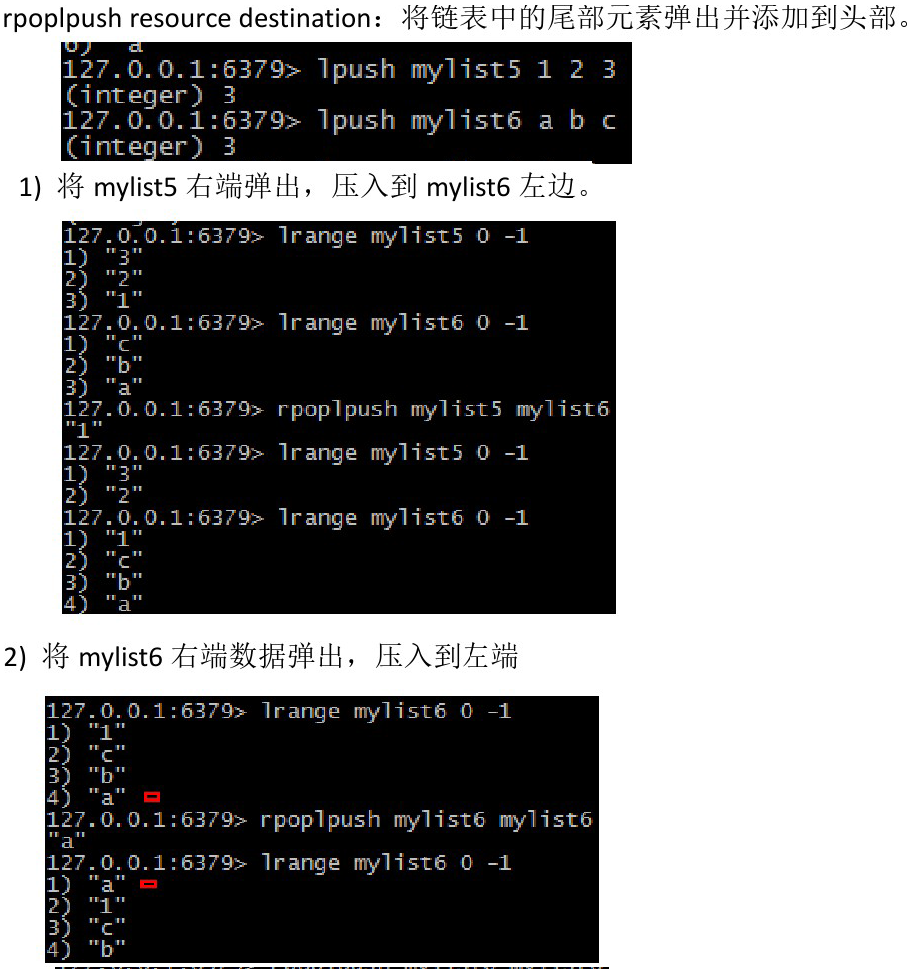 rpoplpush resource destination：将链表中的尾部元素弹出并添加到头部。
6) "a"
127.0.0.1:6379> lpush mylist5 1 2 3
(integer) 3
127.0.0.1:6379> lpush mylist6 a b c
(integer) 3
1) 将 mylist5 右端弹出，压入到 mylist6 左边。
127.0.0.1:6379> lrange mylist5 0 -1
1) "3"
2) "2"
3) "1"
127.0.0.1:6379> lrange mylist6 0 -1
1) "c"
2) "b"
3) "a"
127.0.0.1:6379> rpoplpush mylist5 mylist6
"1"
127.0.0.1:6379> lrange mylist5 0 -1
1) "3"
2) "2"
127.0.0.1:6379> lrange mylist6 0 -1
1) "1"
2) "c"
3) "b"
4) "a"
2) 将 mylist6 右端数据弹出，压入到左端
127.0.0.1:6379> lrange mylist6 0 -1
1) "1"
2) "c"
3) "b"
4) "a"
127.0.0.1:6379> rpoplpush mylist6 mylist6
"a"
127.0.0.1:6379> lrange mylist6 0 -1
1) "a"
2) "1"
3) "c"
4) "b"